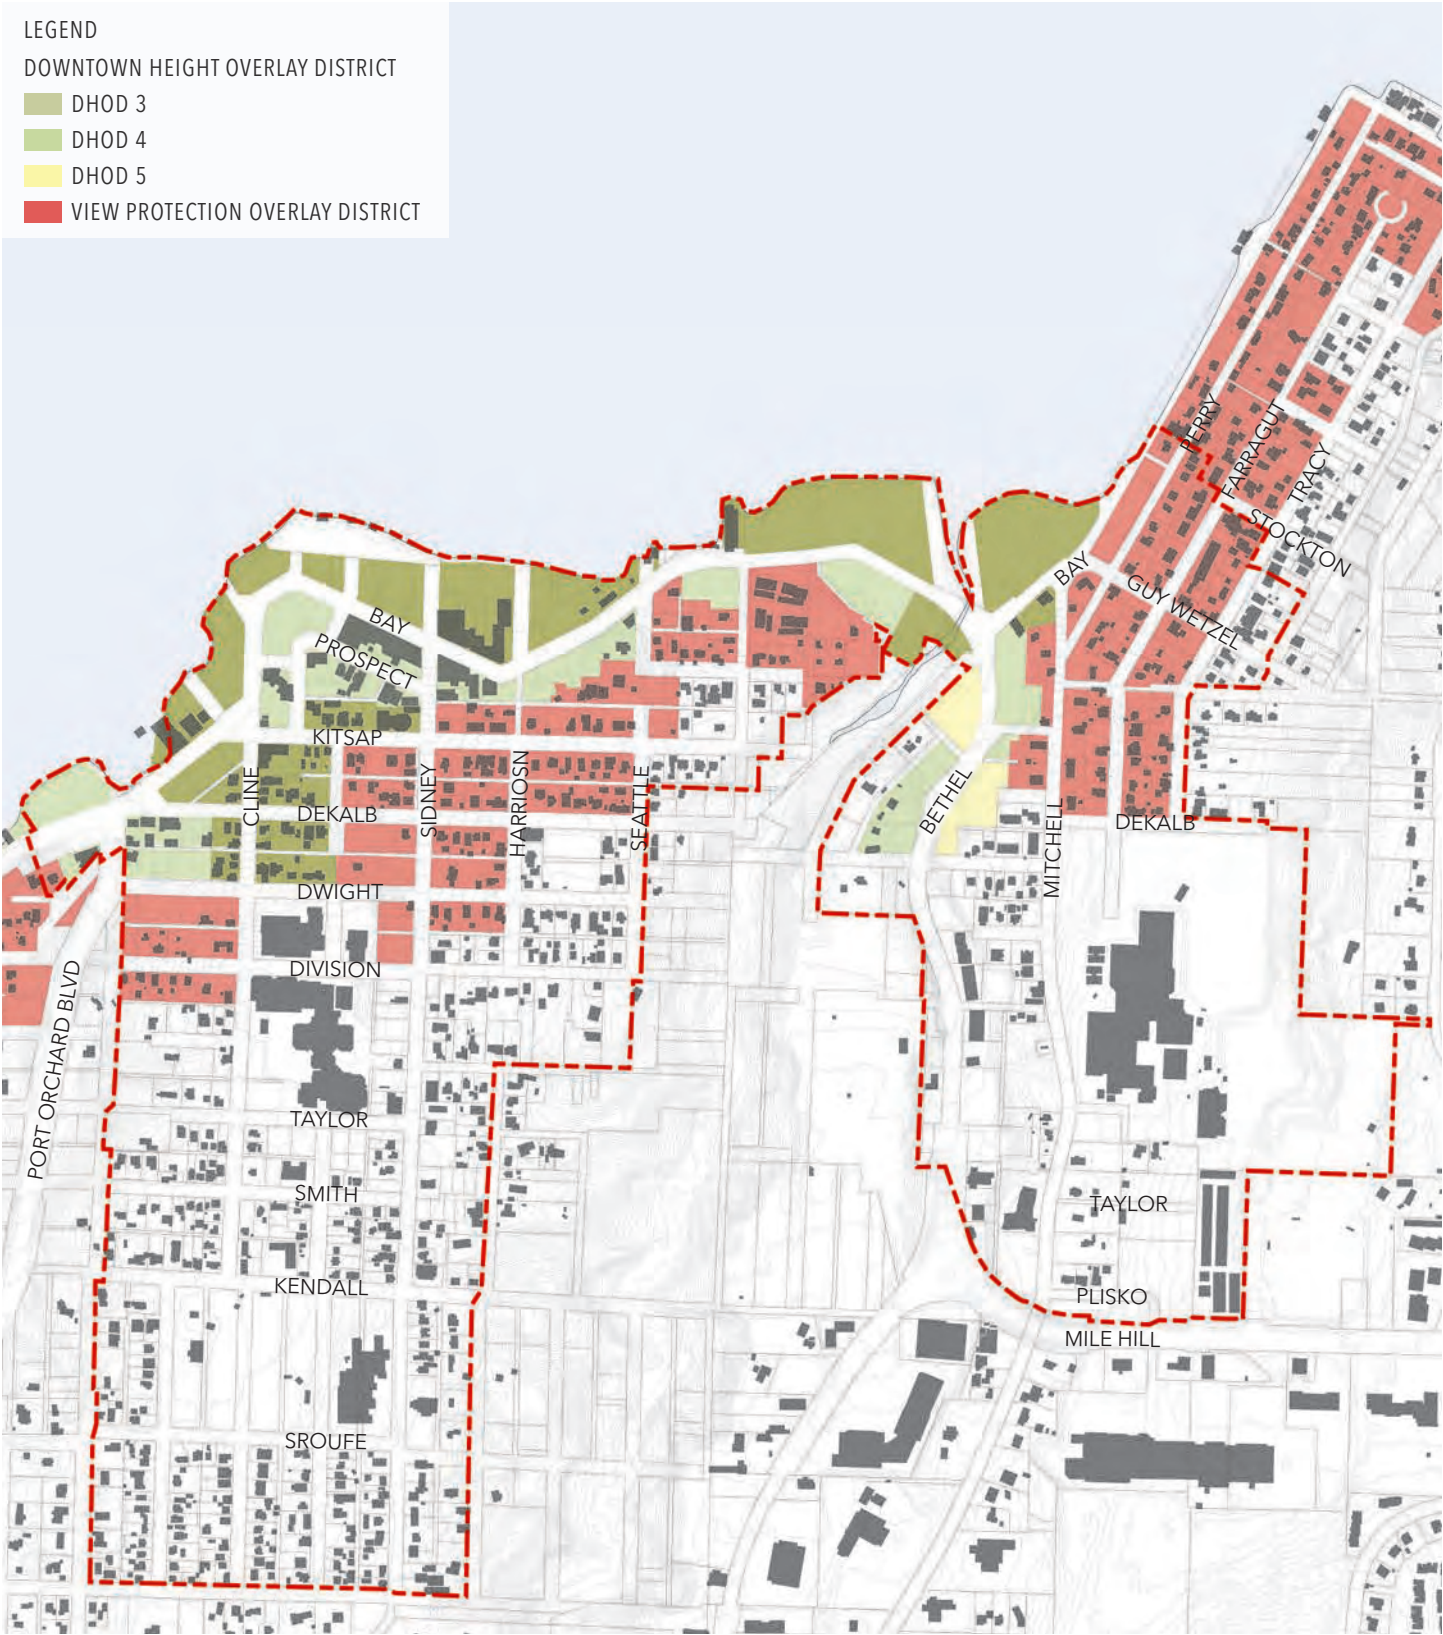 LEGEND
DOWNTOWN HEIGHT OVERLAY DISTRICT
DHOD 3
DHOD 4
DHOD 5
VIEW PROTECTION OVERLAY DISTRICT
PERRY
FARRAGUT
TRACY
STOCKTON
BAY
GUY WETZEL
BAY
PROSPECT
KITSAP
CLINE
SIDNEY
HARRIOSN
SEATTLE
DEKALB
BETHEL
MITCHELL
DEKALB
DWIGHT
DIVISION
PORT ORCHARD BLVD
TAYLOR
SMITH
TAYLOR
KENDALL
PLISKO
MILE HILL
SROUFE